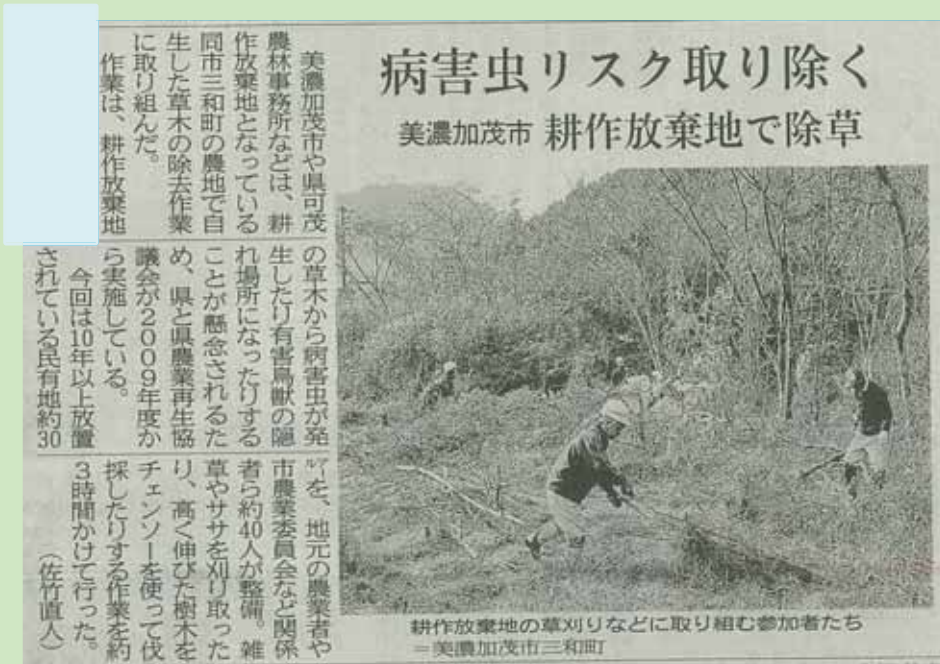 病害虫リスク取り除く
美濃加茂市 耕作放棄地で除草
美濃加茂市や県可茂
農林事務所などは、耕
作放棄地となっている
同市三和町の農地で自
生した草木の除去作業
に取り組んだ。
作業は、耕作放棄地
の草木から病害虫が発
生したり有害鳥獣の隠
れ場所になったりする
ことが懸念されるた
め、県と県農業再生協
議会が2009年度か
ら実施している。
今回は10年以上放置
されている民有地約30
㌃を、地元の農業者や
市農業委員会など関係
者ら約40人が整備。雑
草やササを刈り取った
り、高く伸びた樹木を
チェンソーを使って伐
採したりする作業を約
3時間かけて行った。
(佐竹直人)
耕作放棄地の草刈りなどに取り組む参加者たち
=美濃加茂市三和町